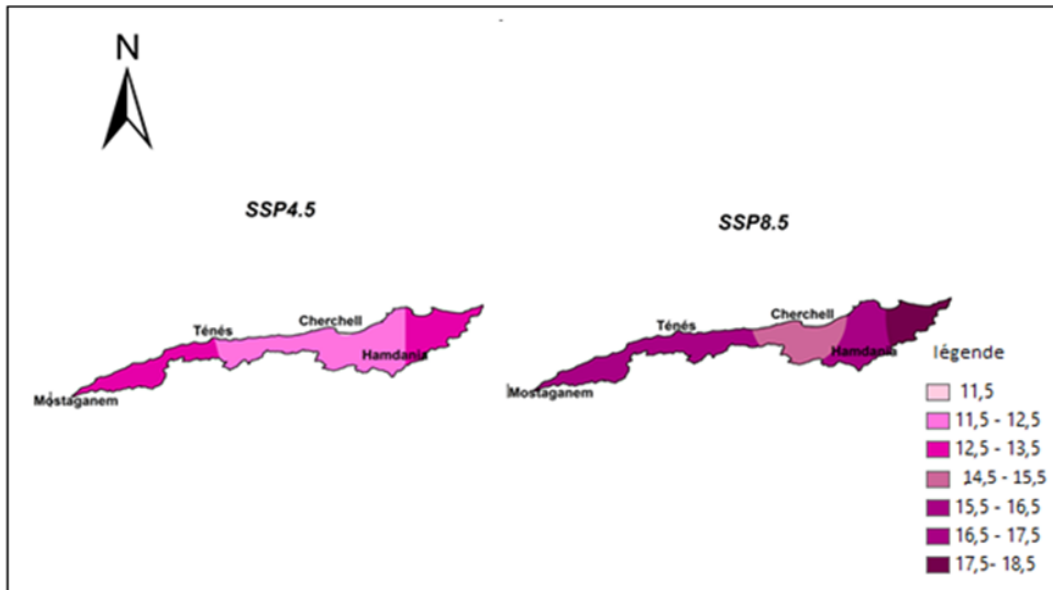 N
SSP4.5
Ténés
Cherchell
Hamdania
Mostaganem
SSP8.5
Ténés
Cherchell
Hamdania
Mostaganem
légende
11,5
11,5 - 12,5
12,5 - 13,5
14,5 - 15,5
15,5 - 16,5
16,5 - 17,5
17,5- 18,5